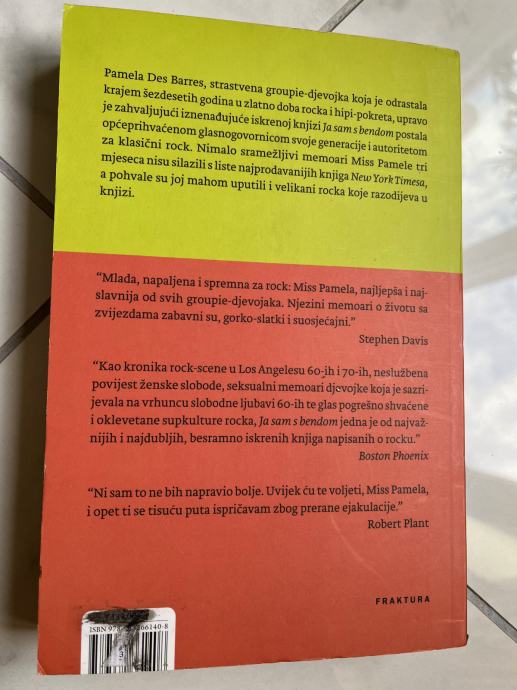 Pamela Des Barres, strastvena groupie-djevojka koja je odrastala
krajem šezdesetih godina u zlatno doba rocka i hipi-pokreta, upravo
je zahvaljujući iznenađujuće iskrenoj knjizi Ja sam s bendom postala
općeprihvaćenom glasnogovornicom svoje generacije i autoritetom
za klasični rock. Nimalo sramežljivi memoari Miss Pamele tri
mjeseca nisu silazili s liste najprodavanijih knjiga New York Timesa,
a pohvale su joj mahom uputili i velikani rocka koje razodijeva u
knjizi.
“Mlada, napaljena i spremna za rock: Miss Pamela, najljepša i naj-
slavnija od svih groupie-djevojaka. Njezini memoari o životu sa
zvijezdama zabavni su, gorko-slatki i suosjećajni.”
Stephen Davis
“Kao kronika rock-scene u Los Angelesu 60-ih i 70-ih, neslužbena
povijest ženske slobode, seksualni memoari djevojke koja je sazri-
jevala na vrhuncu slobodne ljubavi 60-ih te glas pogrešno shvaćene
i oklevetane supkulture rocka, Ja sam s bendom jedna je od najvaž-
nijih i najdubljih, besramno iskrenih knjiga napisanih o rocku.”
Boston Phoenix
“Ni sam to ne bih napravio bolje. Uvijek ću te voljeti, Miss Pamela,
i opet ti se tisuću puta ispričavam zbog prerane ejakulacije.”
Robert Plant
FRAKTURA
ISBN 978-
66140-8